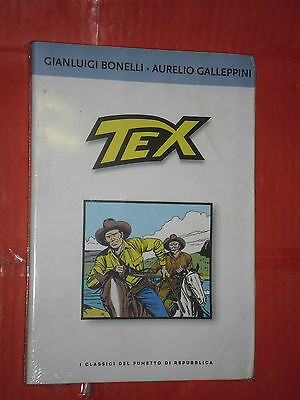 GIANLUIGI BONELLI • AURELIO GALLEPPINI
TEX
I CLASSICI DEL FUMETTO DI REPUBBLICA